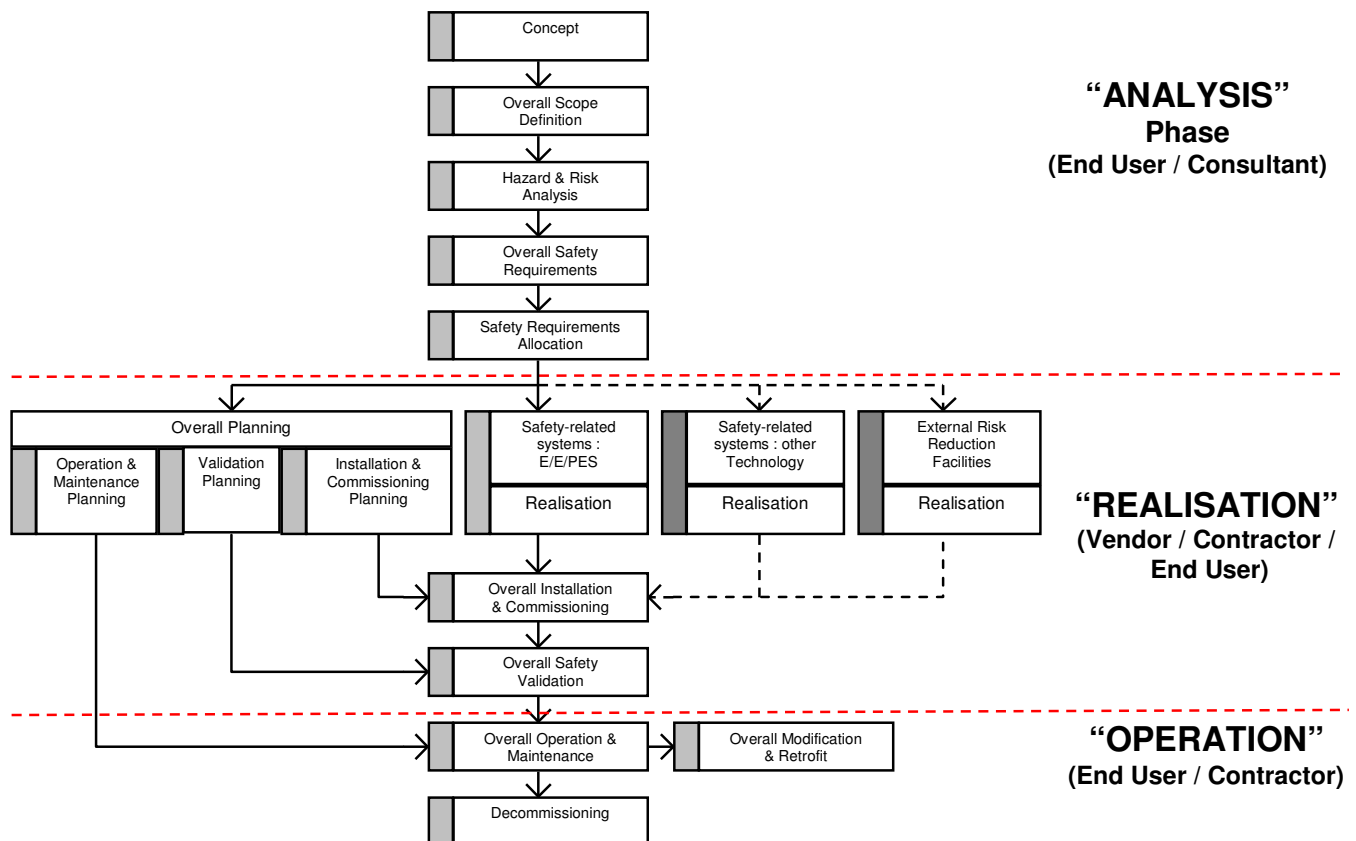 Concept
Overall Scope
Definition
Hazard & Risk
Analysis
Overall Safety
Requirements
Safety Requirements
Allocation
“ANALYSIS”
Phase
(End User / Consultant)
Overall Planning
Operation &
Maintenance
Planning
Validation
Planning
Installation &
Commissioning
Planning
Safety-related
systems :
E/E/PES
Realisation
Safety-related
systems : other
Technology
Realisation
External Risk
Reduction
Facilities
Realisation
“REALISATION”
(Vendor / Contractor /
End User)
Overall Installation
& Commissioning
Overall Safety
Validation
Overall Operation &
Maintenance
Overall Modification
& Retrofit
Decommissioning
“OPERATION”
(End User / Contractor)